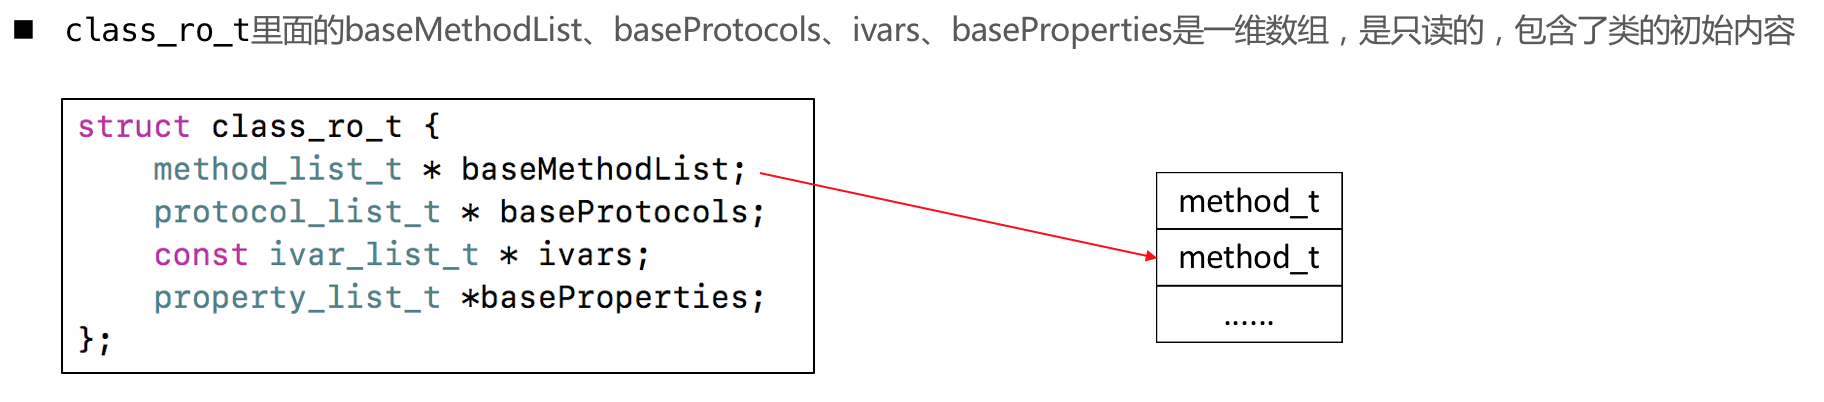 ■ class_ro_t里面的baseMethodList、baseProtocols、ivars、baseProperties是一维数组，是只读的，包含了类的初始内容
struct class_ro_t {
    method_list_t * baseMethodList;
    protocol_list_t * baseProtocols;
    const ivar_list_t * ivars;
    property_list_t *baseProperties;
};
method_t
method_t
......